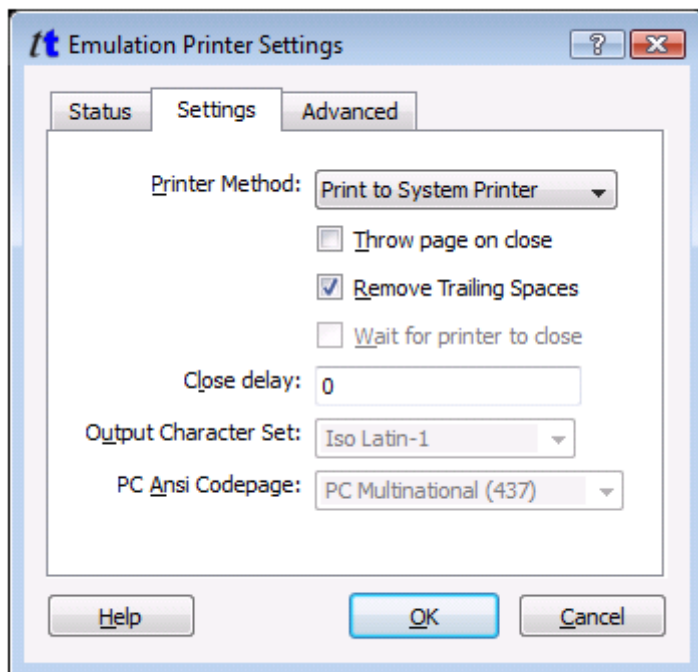 tt Emulation Printer Settings
?
Status Settings Advanced
Printer Method: Print to System Printer
Throw page on close
Remove Trailing Spaces
Wait for printer to close
Close delay: 0
Output Character Set: Iso Latin-1
PC Ansi Codepage: PC Multinational (437)
Help OK Cancel